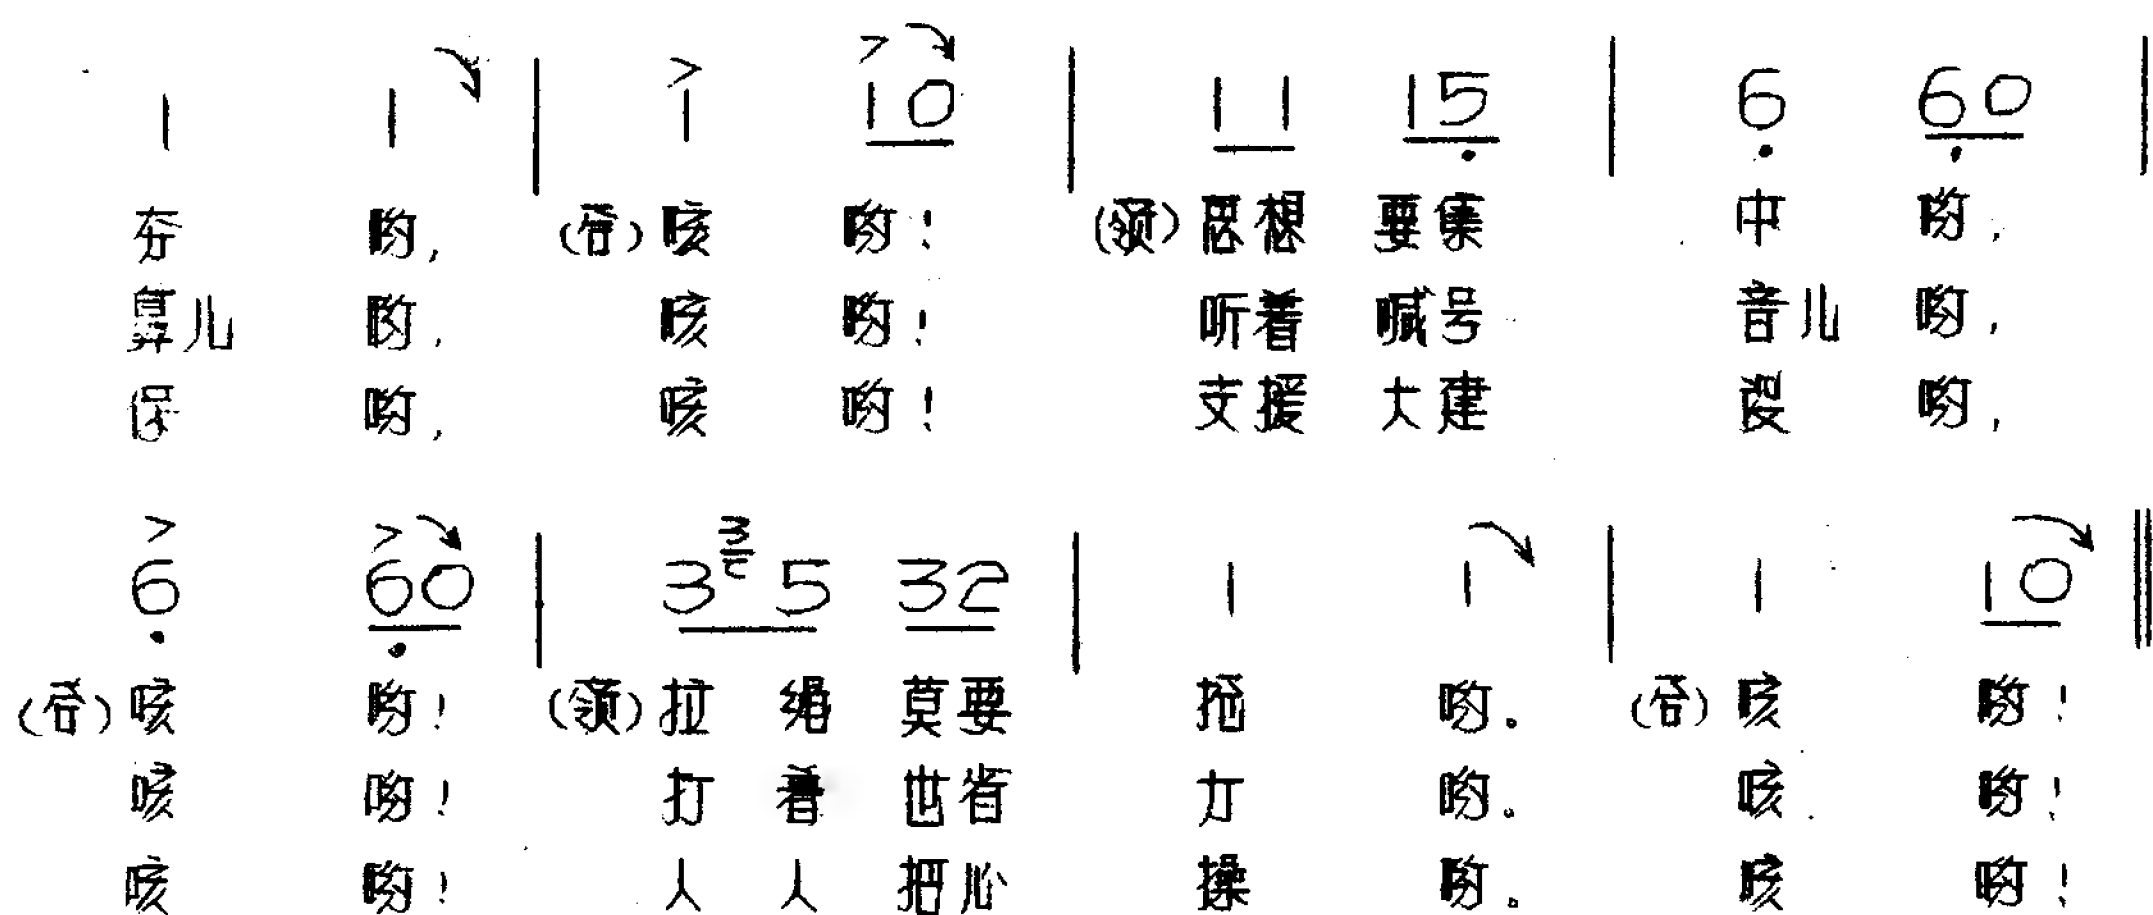 1 1 | 1 10 | 11 15 | 6 60 |
夯 哟， （合）咳 哟！ （领）思想 要集 中 哟，
算儿 哟， 咳 哟！ 听着 喊号 音儿 哟，
保 哟， 咳 哟！ 支援 大建 设 哟，
6 60 | 3 5 32 | 1 1 | 1 10 ‖
（合）咳 哟！ （领）拉 绳 莫要 拖 哟。 （合）咳 哟！
咳 哟！ 打 着 也省 力 哟。 咳 哟！
咳 哟！ 人 人 把心 操 哟。 咳 哟！